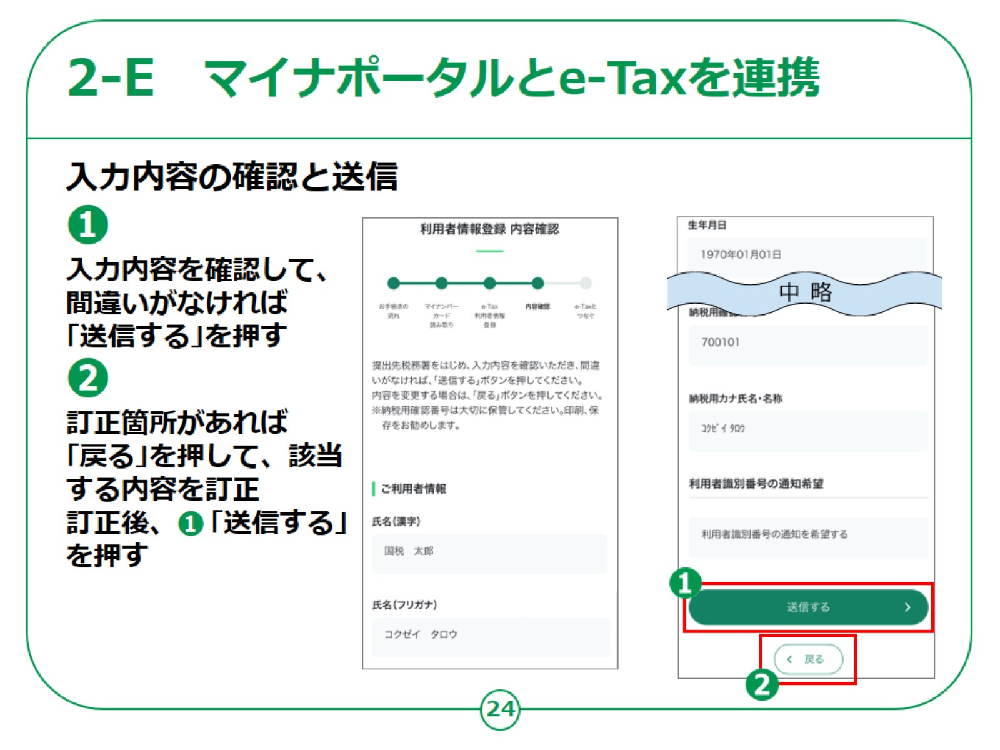 2-E　マイナポータルとe-Taxを連携
入力内容の確認と送信
❶
入力内容を確認して、
間違いがなければ
「送信する」を押す
❷
訂正箇所があれば
「戻る」を押して、該当
する内容を訂正
訂正後、❶「送信する」
を押す
利用者情報登録 内容確認
お手続きの
流れ
マイナンバー
カード
読み取り
e-Tax
利用者情報
登録
内容確認
e-Taxと
つなぐ
提出先税務署をはじめ、入力内容を確認いただき、間違
いがなければ、「送信する」ボタンを押してください。
内容を変更する場合は、「戻る」ボタンを押してください。
※納税用確認番号は大切に保管してください。印刷、保
存をお勧めします。
ご利用者情報
氏名(漢字)
国税　太郎
氏名(フリガナ)
コクゼイ　タロウ
生年月日
1970年01月01日
中 略
納税用確認
700101
納税用カナ氏名・名称
ｺｸｾﾞｲ ﾀﾛｳ
利用者識別番号の通知希望
利用者識別番号の通知を希望する
❶
送信する
戻る
❷
24